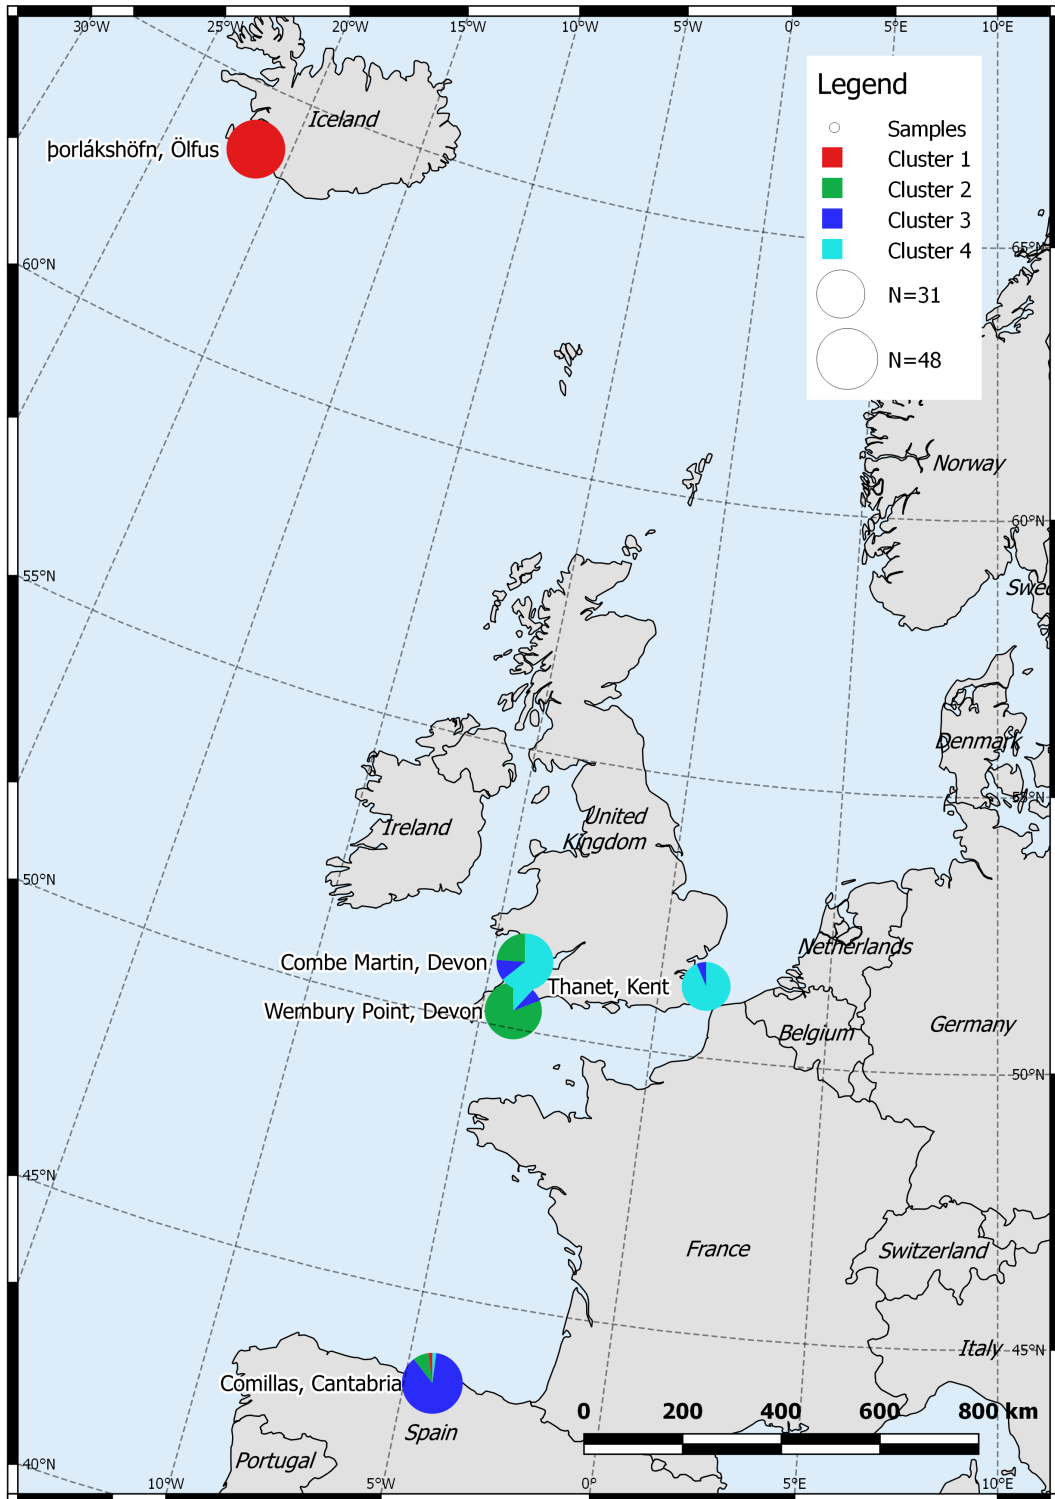 30°W 25°W 20°W 15°W 10°W 5°W 0° 5°E 10°E
Legend
Samples
Cluster 1
Cluster 2
Cluster 3
Cluster 4
N=31
N=48
Iceland
þorlákshöfn, Ölfus
65°N
60°N
Norway
60°N
55°N
Swe
Denmark
55°N
United
Kingdom
Ireland
50°N
Netherlands
Combe Martin, Devon
Thanet, Kent
Wembury Point, Devon
Belgium
Germany
50°N
45°N
France
Switzerland
Italy
45°N
Comillas, Cantabria
0 200 400 600 800 km
Spain
Portugal
40°N
10°W 5°W 0° 5°E 10°E